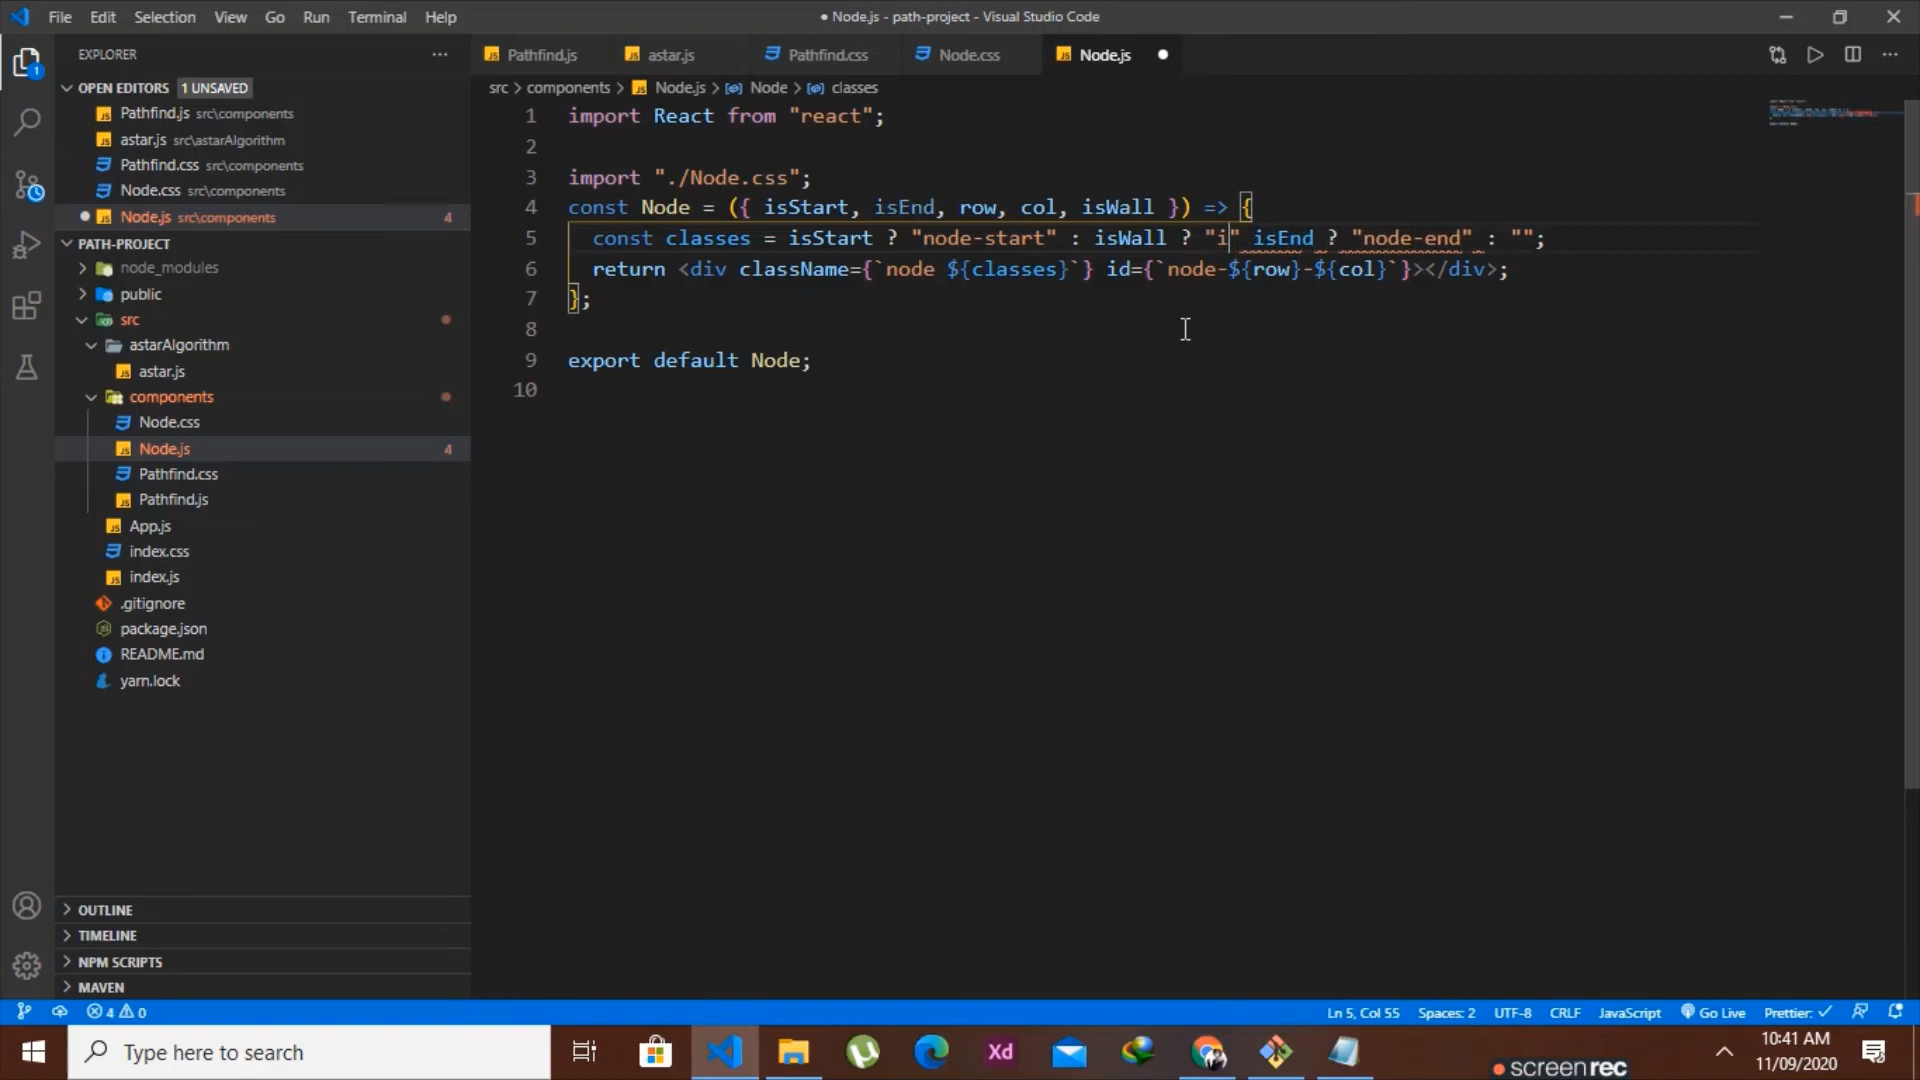 File Edit Selection View Go Run Terminal Help
● Node.js - path-project - Visual Studio Code
EXPLORER
OPEN EDITORS 1 UNSAVED
Pathfind.js src\components
astar.js src\astarAlgorithm
Pathfind.css src\components
Node.css src\components
Node.js src\components 4
PATH-PROJECT
node_modules
public
src
astarAlgorithm
astar.js
components
Node.css
Node.js 4
Pathfind.css
Pathfind.js
App.js
index.css
index.js
.gitignore
package.json
README.md
yarn.lock
OUTLINE
TIMELINE
NPM SCRIPTS
MAVEN
Pathfind.js astar.js Pathfind.css Node.css Node.js
src > components > Node.js > Node > classes
1 import React from "react";
2
3 import "./Node.css";
4 const Node = ({ isStart, isEnd, row, col, isWall }) => {
5 const classes = isStart ? "node-start" : isWall ? "i" isEnd ? "node-end" : "";
6 return <div className={`node ${classes}`} id={`node-${row}-${col}`}></div>;
7 };
8
9 export default Node;
10
4 0 Ln 5, Col 55 Spaces: 2 UTF-8 CRLF JavaScript Go Live Prettier: ✓
Type here to search
Xd
10:41 AM
11/09/2020
screenrec
1